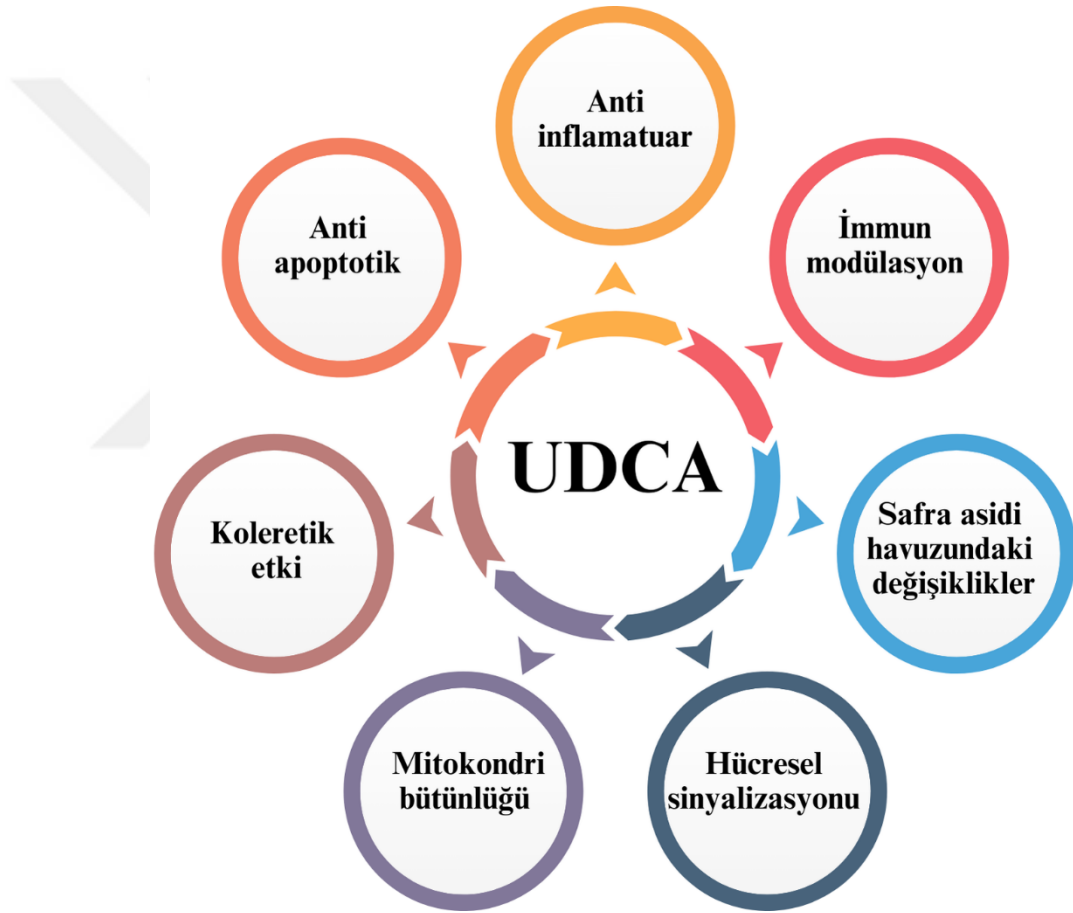 Anti
inflamatuar
Anti
apoptotik
İmmun
modülasyon
UDCA
Koleretik
etki
Safra asidi
havuzundaki
değişiklikler
Mitokondri
bütünlüğü
Hücresel
sinyalizasyonu